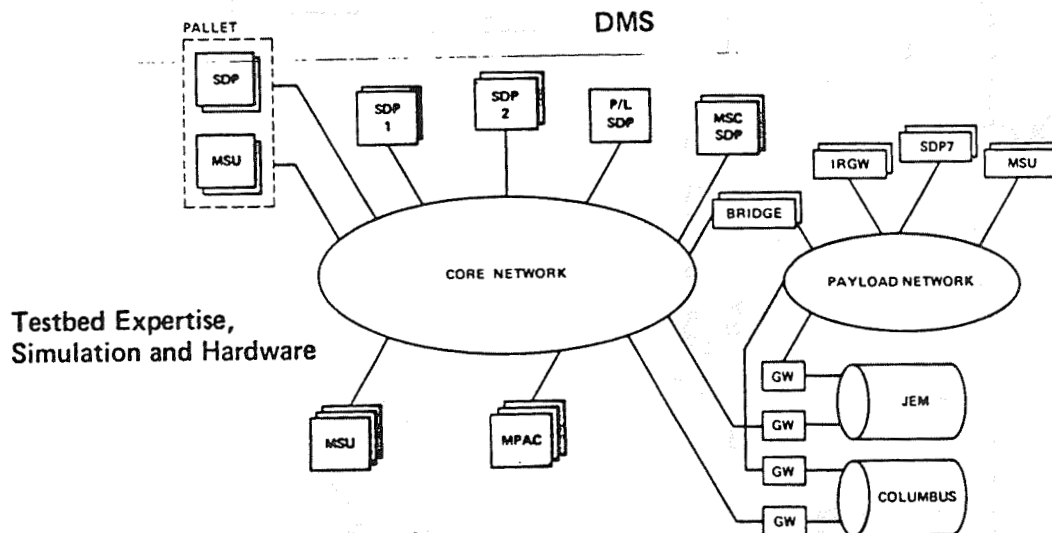 DMS
PALLET
SDP
MSU
SDP
1
SDP
2
P/L
SDP
MSC
SDP
IRGW
SDP7
MSU
BRIDGE
CORE NETWORK
PAYLOAD NETWORK
Testbed Expertise,
Simulation and Hardware
MSU
MPAC
GW
JEM
GW
GW
COLUMBUS
GW